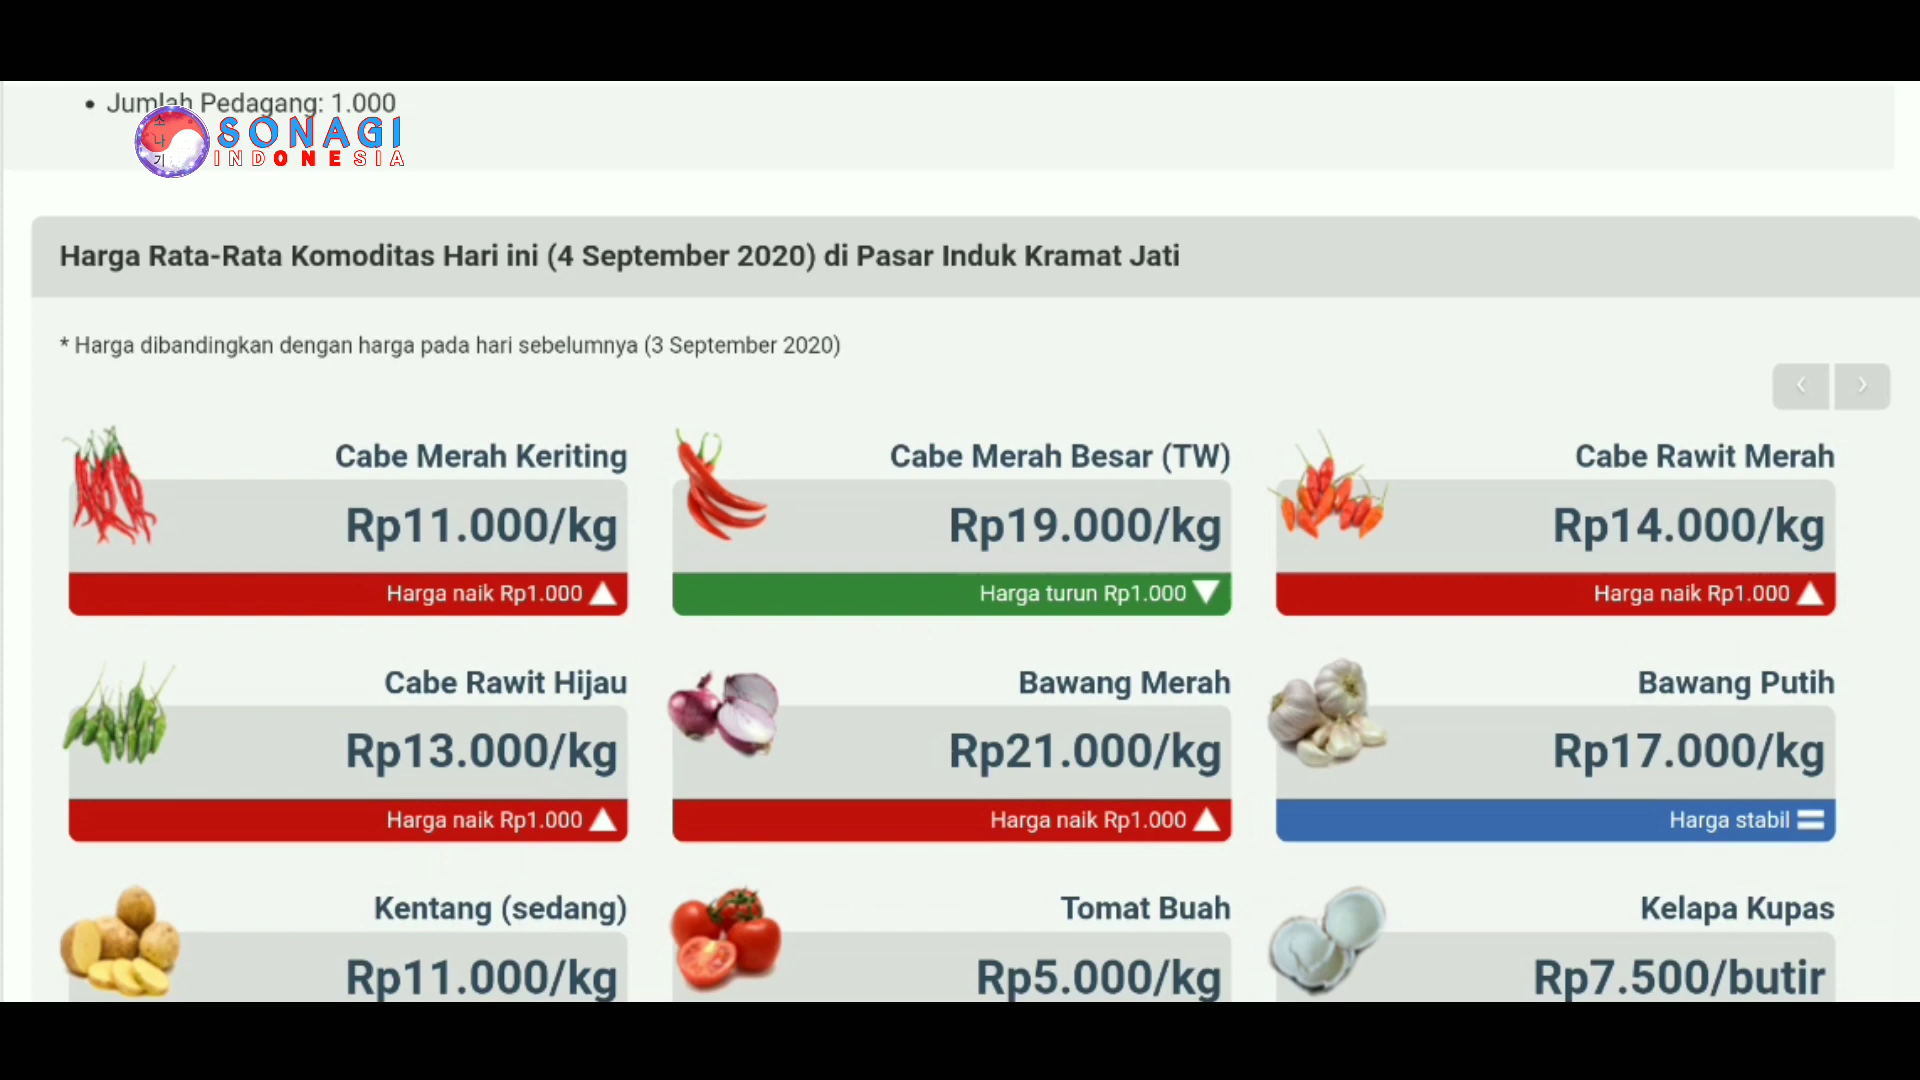 Jumlah Pedagang: 1.000
소
나
기
SONAGI
INDONESIA
Harga Rata-Rata Komoditas Hari ini (4 September 2020) di Pasar Induk Kramat Jati
* Harga dibandingkan dengan harga pada hari sebelumnya (3 September 2020)
Cabe Merah Keriting
Rp11.000/kg
Harga naik Rp1.000
Cabe Merah Besar (TW)
Rp19.000/kg
Harga turun Rp1.000
Cabe Rawit Merah
Rp14.000/kg
Harga naik Rp1.000
Cabe Rawit Hijau
Rp13.000/kg
Harga naik Rp1.000
Bawang Merah
Rp21.000/kg
Harga naik Rp1.000
Bawang Putih
Rp17.000/kg
Harga stabil
Kentang (sedang)
Rp11.000/kg
Tomat Buah
Rp5.000/kg
Kelapa Kupas
Rp7.500/butir